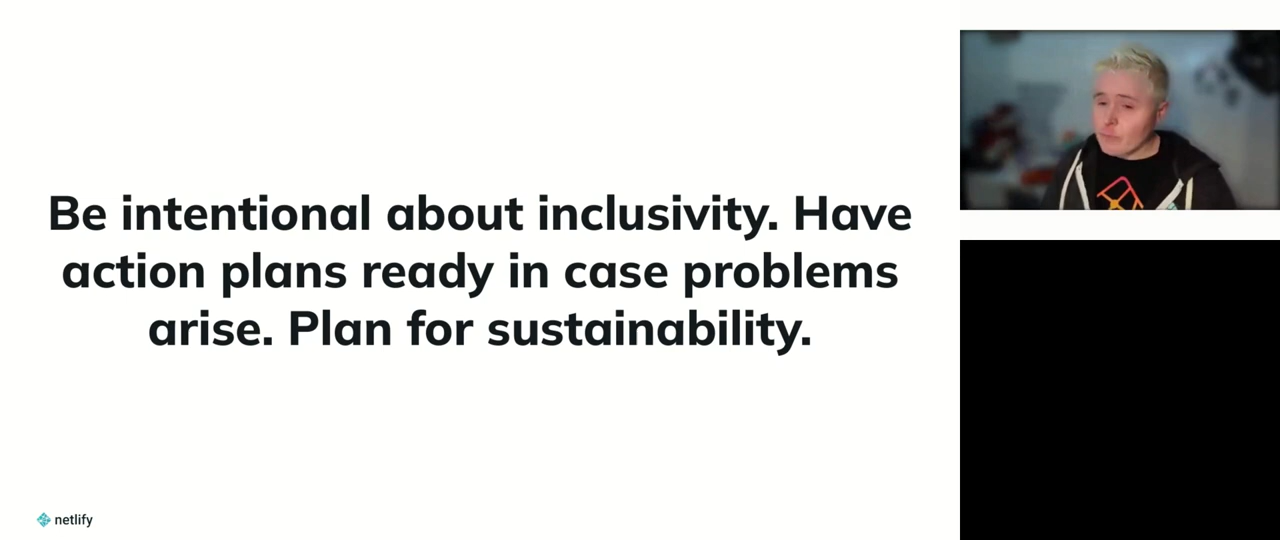 Be intentional about inclusivity. Have
action plans ready in case problems
arise. Plan for sustainability.
netlify